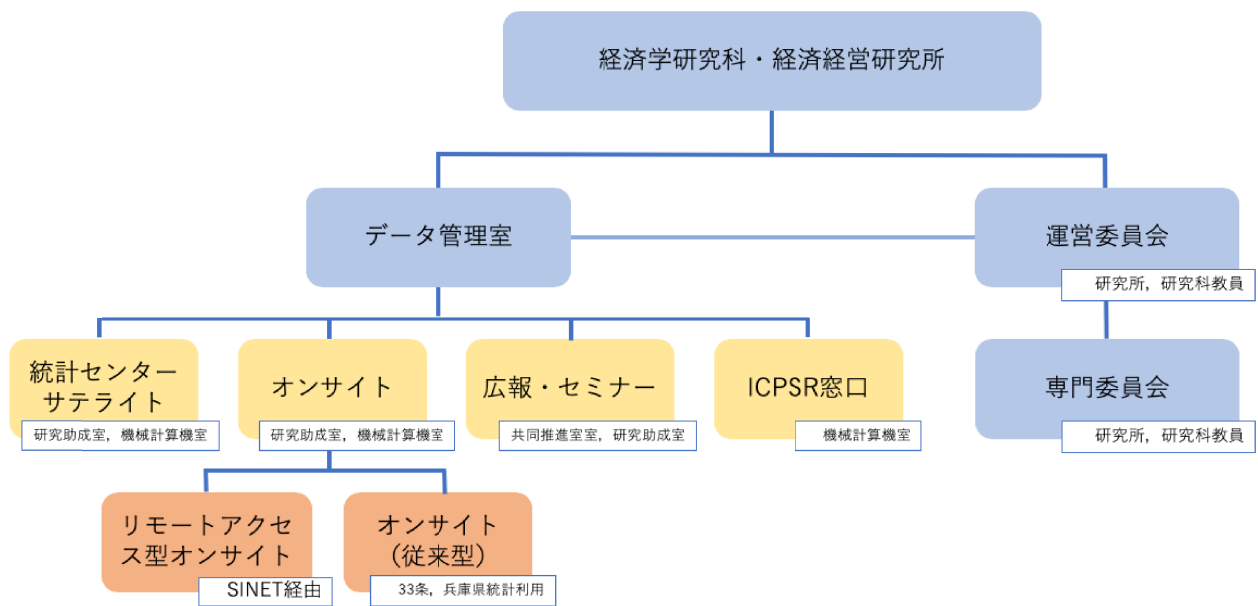 経済学研究科・経済経営研究所
データ管理室
運営委員会
研究所，研究科教員
統計センター
サテライト
研究助成室，機械計算機室
オンサイト
研究助成室，機械計算機室
広報・セミナー
共同推進室室，研究助成室
ICPSR窓口
機械計算機室
専門委員会
研究所，研究科教員
リモートアクセ
ス型オンサイト
SINET経由
オンサイト
(従来型)
33条，兵庫県統計利用